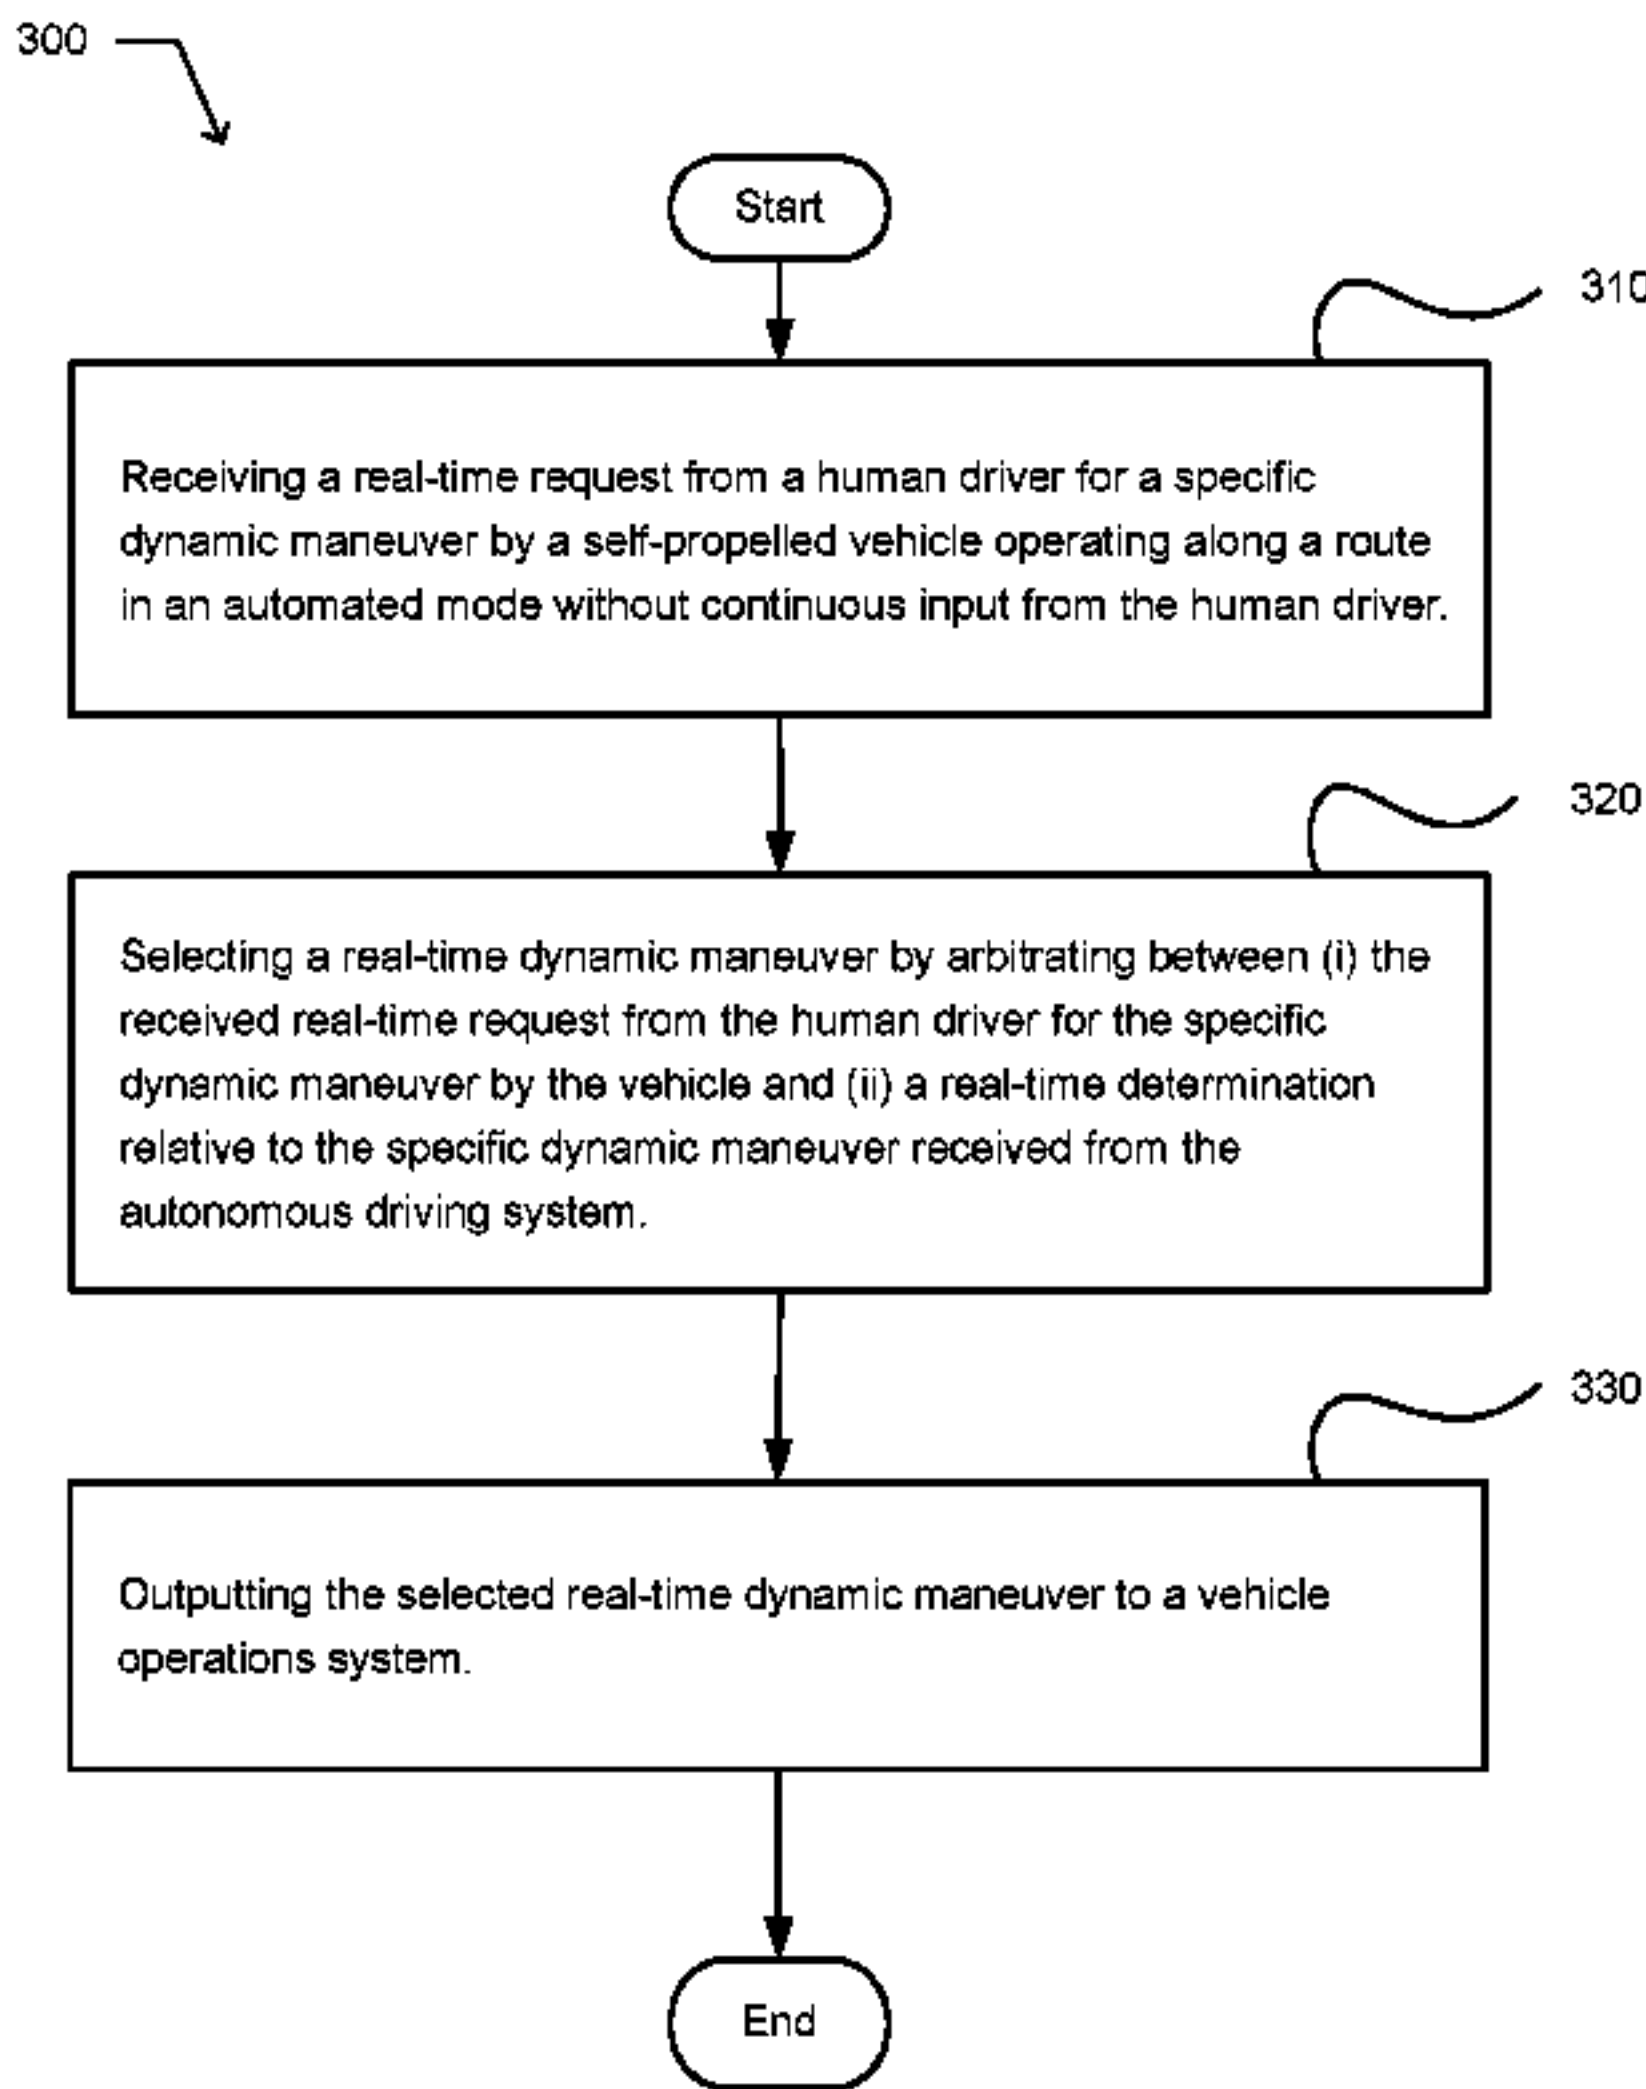 300
Start
310
Receiving a real-time request from a human driver for a specific
dynamic maneuver by a self-propelled vehicle operating along a route
in an automated mode without continuous input from the human driver.
320
Selecting a real-time dynamic maneuver by arbitrating between (i) the
received real-time request from the human driver for the specific
dynamic maneuver by the vehicle and (ii) a real-time determination
relative to the specific dynamic maneuver received from the
autonomous driving system.
330
Outputting the selected real-time dynamic maneuver to a vehicle
operations system.
End